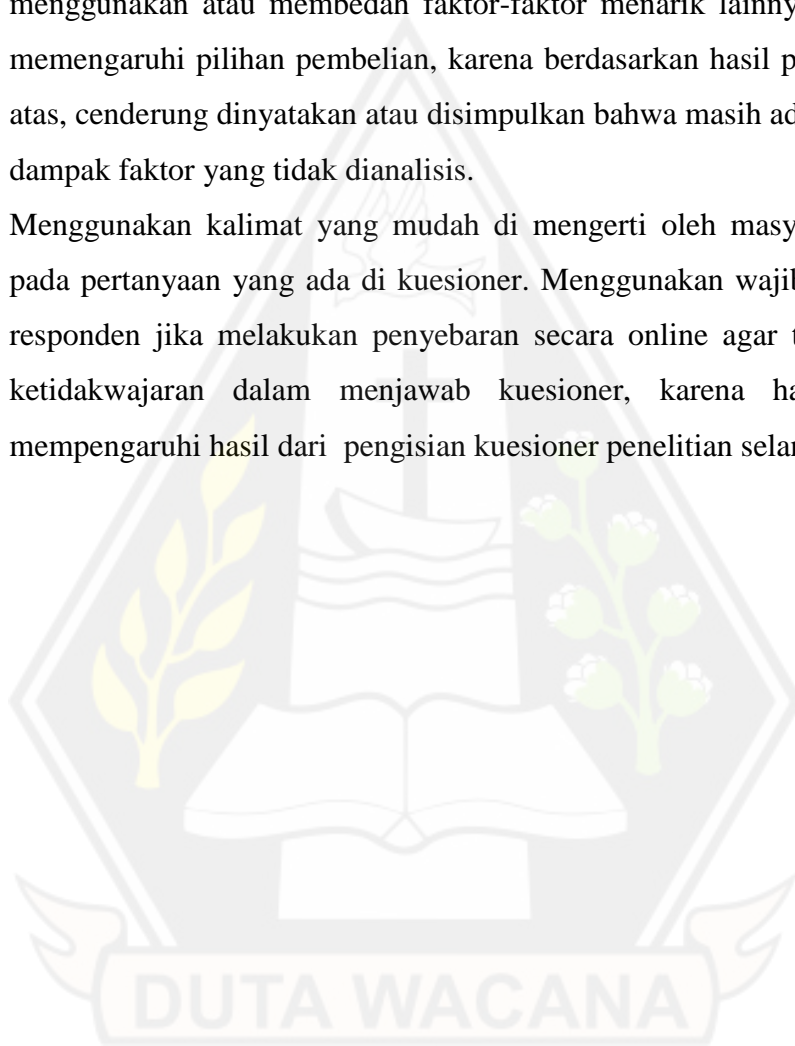 menggunakan atau membedah faktor-faktor menarik lainny
memengaruhi pilihan pembelian, karena berdasarkan hasil p
atas, cenderung dinyatakan atau disimpulkan bahwa masih ad
dampak faktor yang tidak dianalisis.
Menggunakan kalimat yang mudah di mengerti oleh masy
pada pertanyaan yang ada di kuesioner. Menggunakan wajib
responden jika melakukan penyebaran secara online agar t
ketidakwajaran dalam menjawab kuesioner, karena ha
mempengaruhi hasil dari pengisian kuesioner penelitian sela
DUTA WACANA